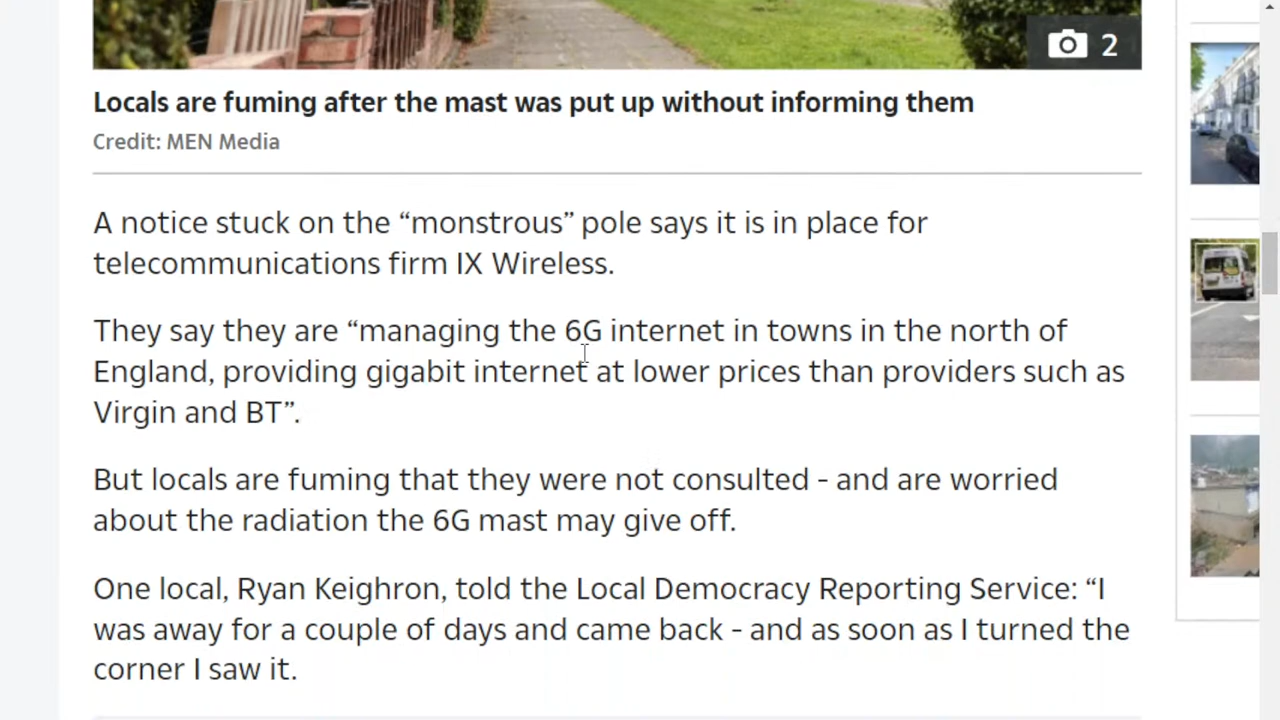 2
Locals are fuming after the mast was put up without informing them
Credit: MEN Media
A notice stuck on the “monstrous” pole says it is in place for
telecommunications firm IX Wireless.
They say they are “managing the 6G internet in towns in the north of
England, providing gigabit internet at lower prices than providers such as
Virgin and BT”.
But locals are fuming that they were not consulted - and are worried
about the radiation the 6G mast may give off.
One local, Ryan Keighron, told the Local Democracy Reporting Service: “I
was away for a couple of days and came back - and as soon as I turned the
corner I saw it.